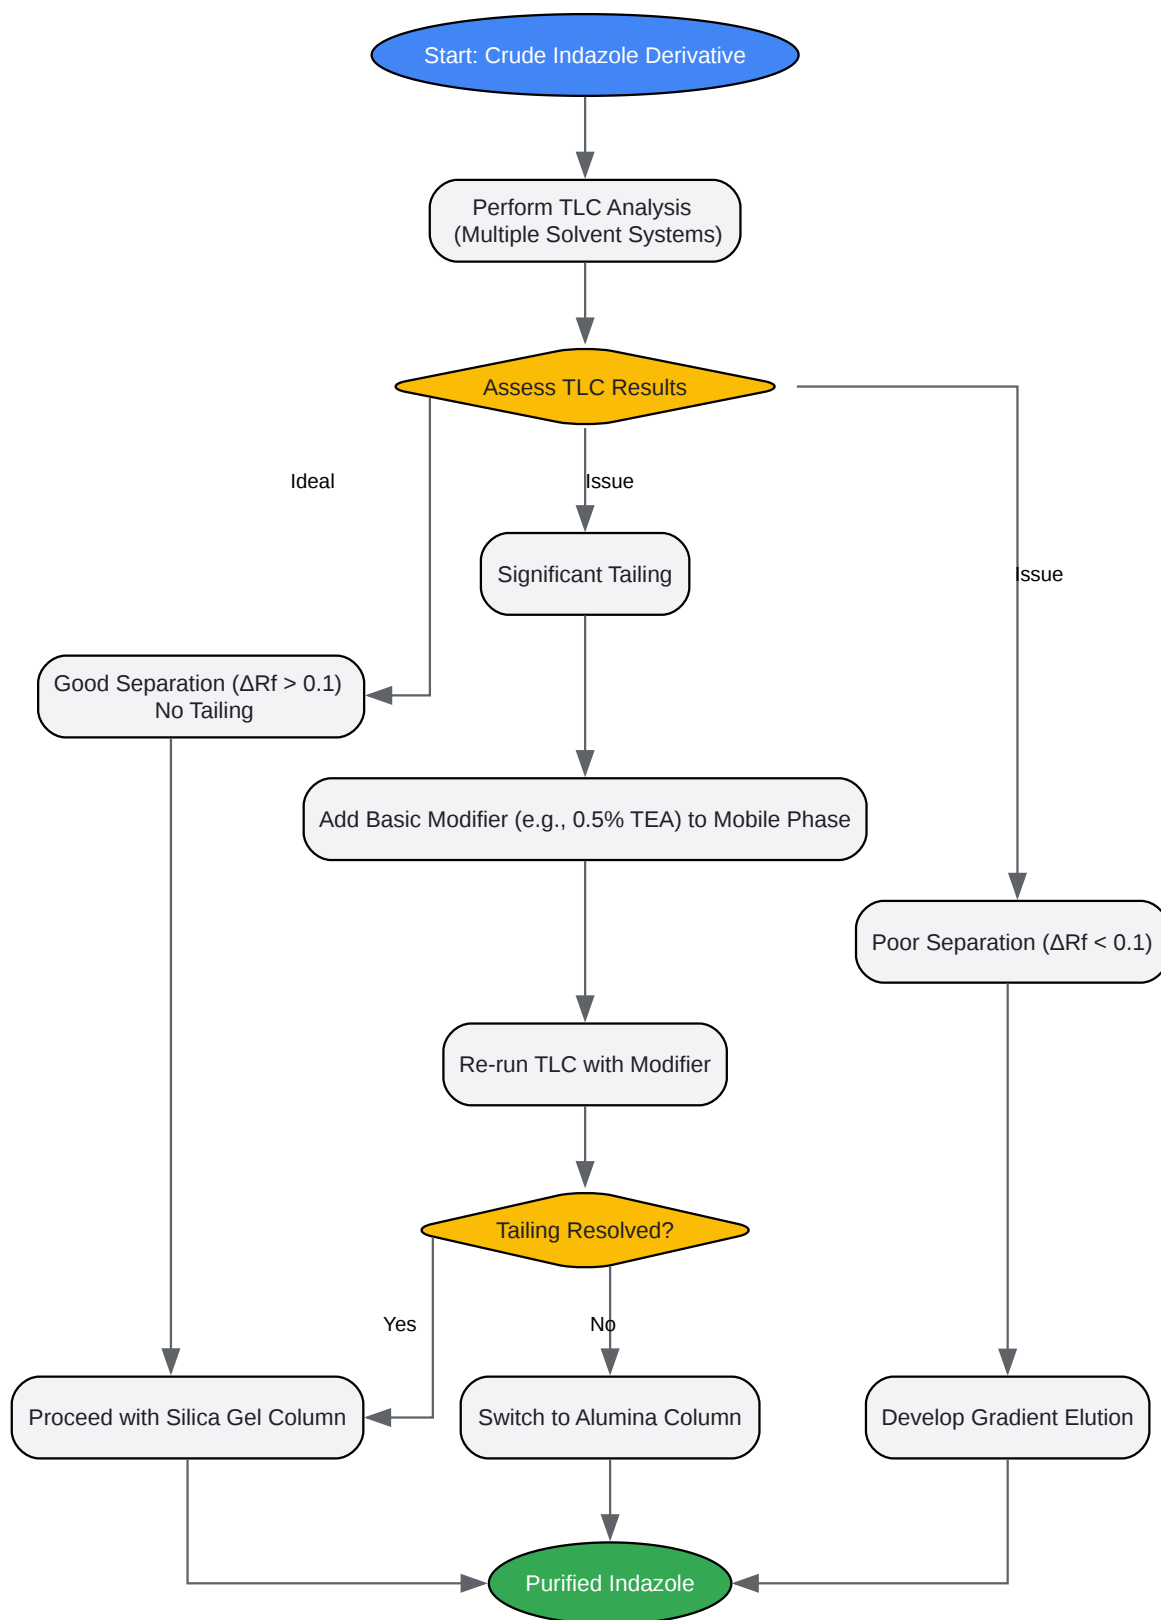 Start: Crude Indazole Derivative
Perform TLC Analysis
(Multiple Solvent Systems)
Assess TLC Results
Ideal
Issue
Significant Tailing
Issue
Good Separation (ΔRf > 0.1)
No Tailing
Add Basic Modifier (e.g., 0.5% TEA) to Mobile Phase
Poor Separation (ΔRf < 0.1)
Re-run TLC with Modifier
Tailing Resolved?
Yes
No
Proceed with Silica Gel Column
Switch to Alumina Column
Develop Gradient Elution
Purified Indazole